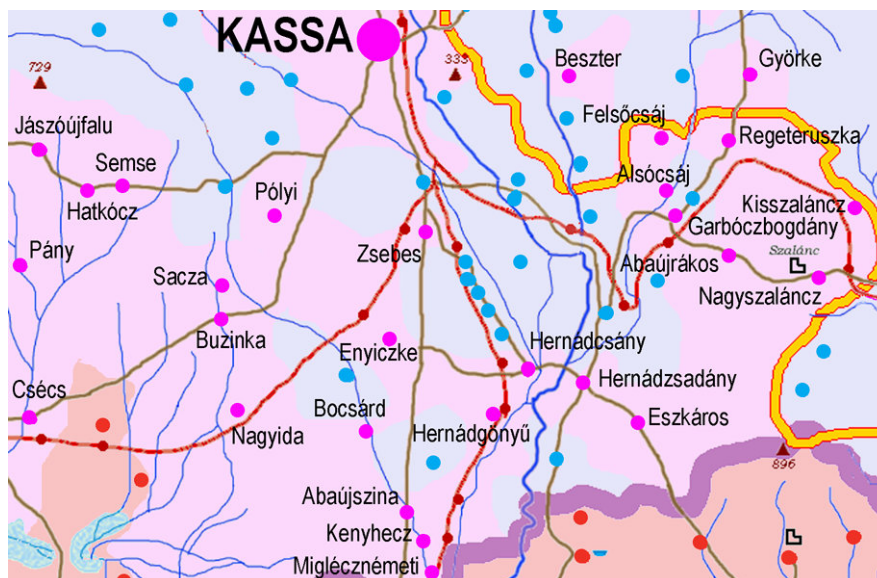 KASSA
729
333
Beszter
Györke
Felsőcsáj
Jászóújfalu
Semse
Regeteruszka
Hatkócz
Pólyi
Alsócsáj
Kisszaláncz
Garbóczbogdány
Zsebes
Pány
Szalánc
Abaújrákos
Sacza
Nagyszaláncz
Buzinka
Enyiczke
Hernádcsány
Hernádzsadány
Csécs
Nagyida
Bocsárd
Hernádgönyű
Eszkáros
896
Abaújszina
Kenyhecz
Miglécznémeti